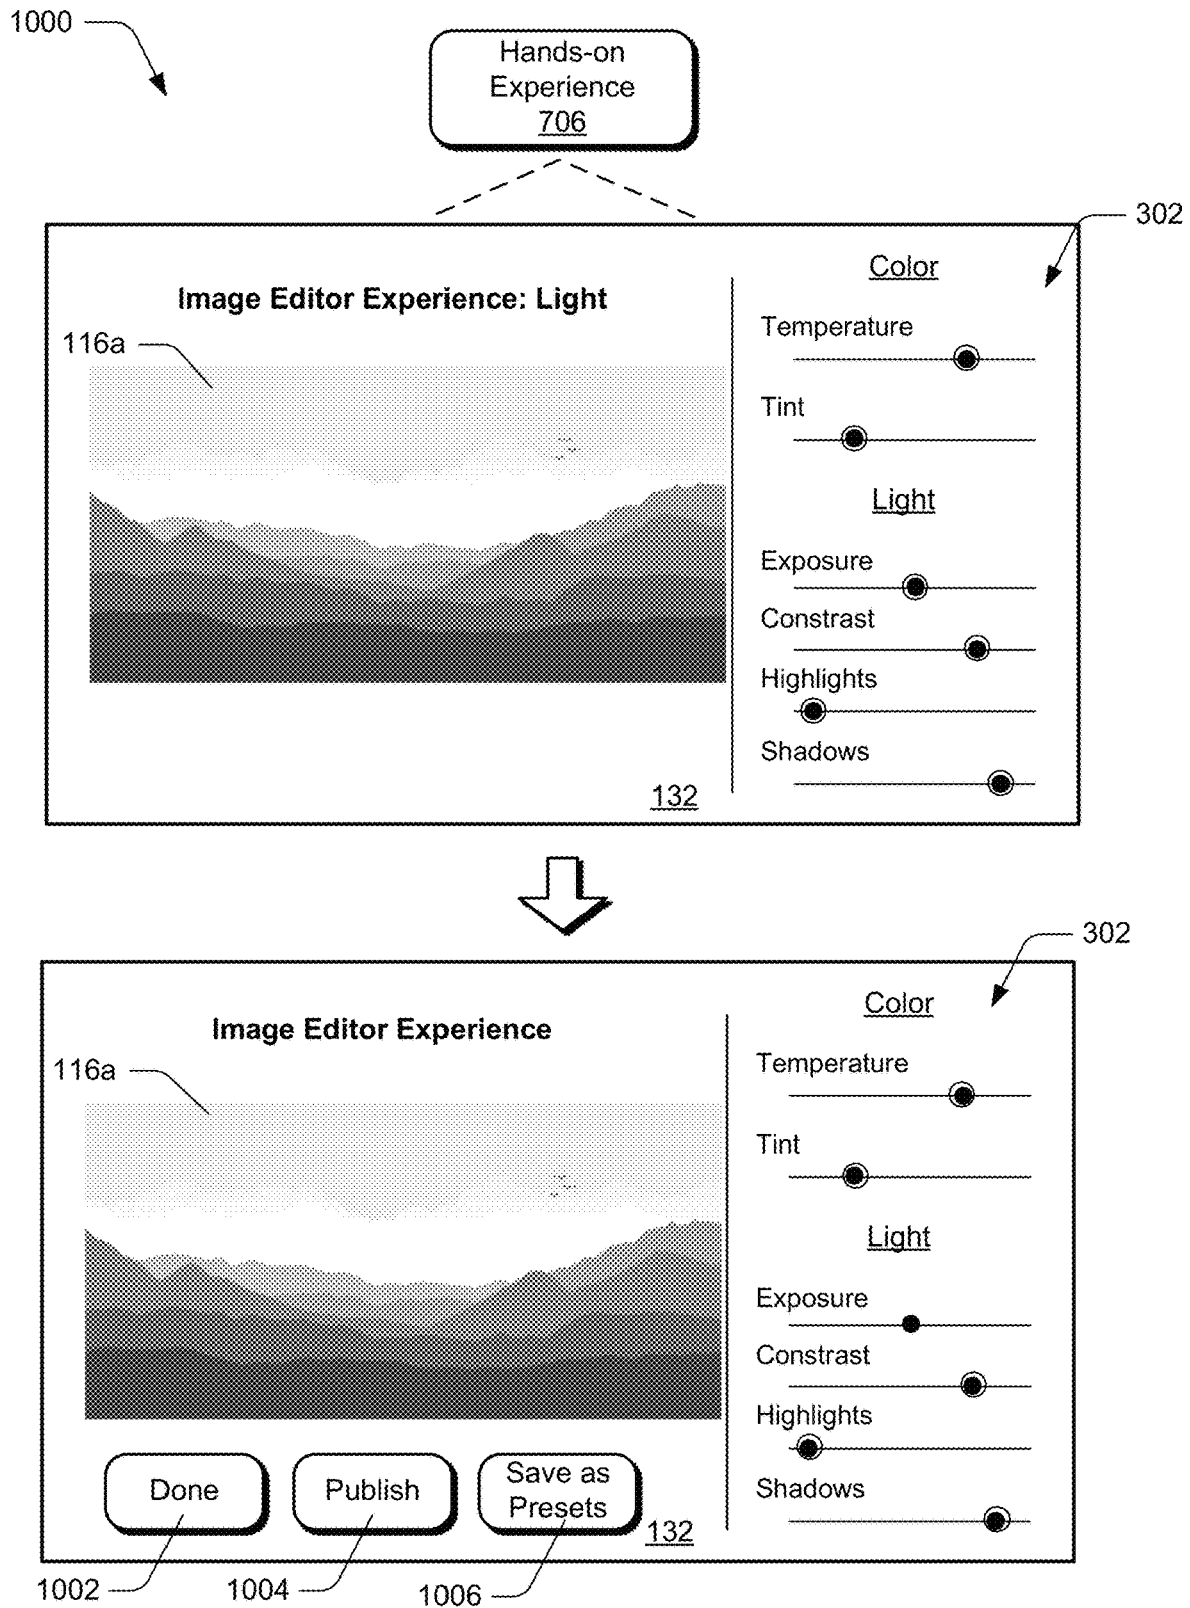 1000
Hands-on
Experience
706
302
Color
Image Editor Experience: Light
Temperature
116a
Tint
Light
Exposure
Constrast
Highlights
Shadows
132
302
Color
Image Editor Experience
Temperature
116a
Tint
Light
Exposure
Constrast
Highlights
Shadows
Done
Publish
Save as
Presets
132
1002
1004
1006